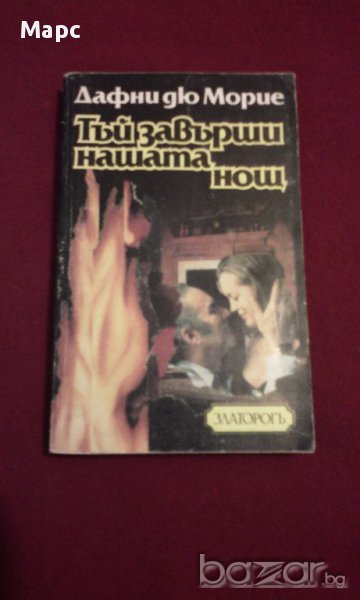 Марс
Дафни дю Морие
Тъй завърши
нашата
нощ
ЗЛАТОРОГЪ
bazar.bg